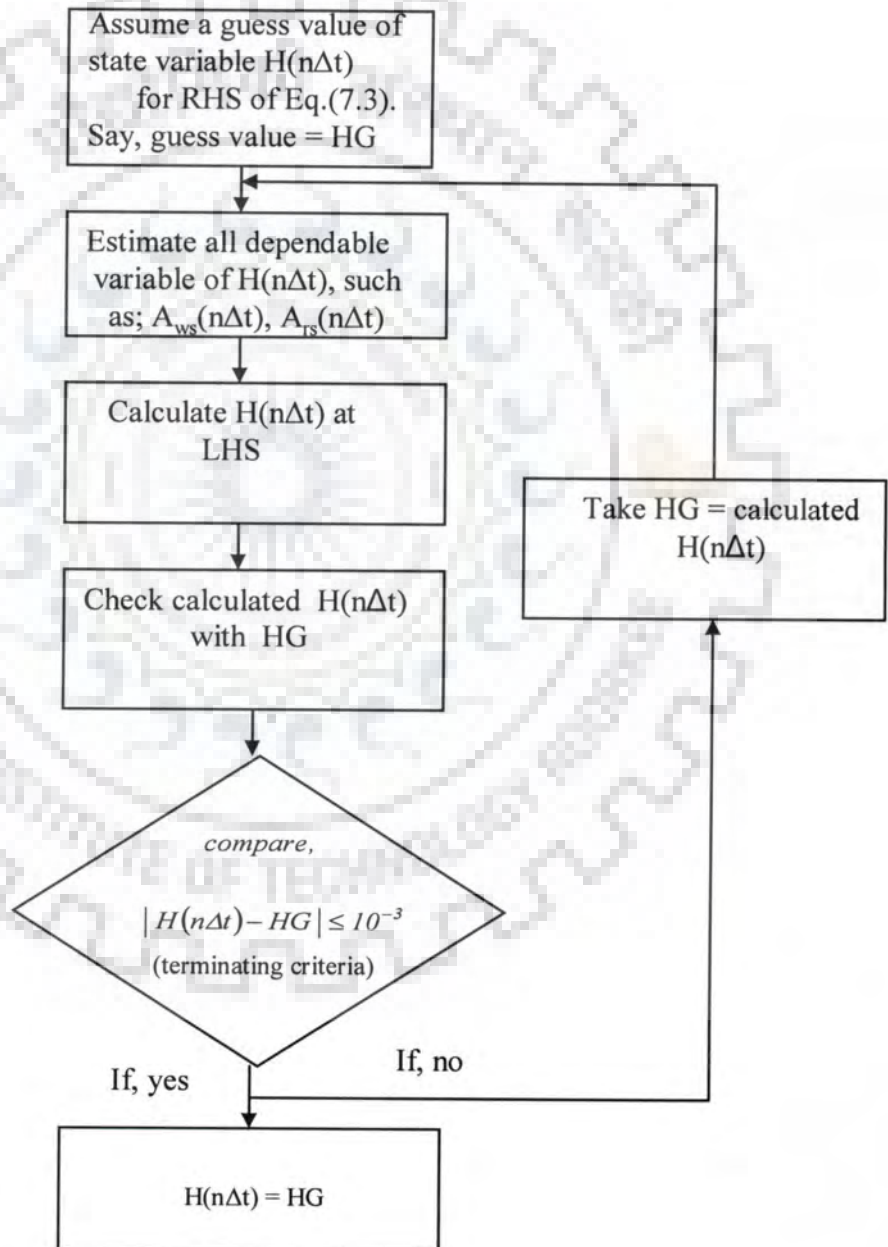 Assume a guess value of
state variable H(nΔt)
for RHS of Eq.(7.3).
Say, guess value = HG
Estimate all dependable
variable of H(nΔt), such
as; A_ws(nΔt), A_rs(nΔt)
Calculate H(nΔt) at
LHS
Take HG = calculated
H(nΔt)
Check calculated H(nΔt)
with HG
compare,
| H(nΔt) – HG | ≤ 10⁻³
(terminating criteria)
If, yes
If, no
H(nΔt) = HG
OF TECHNOLOGY